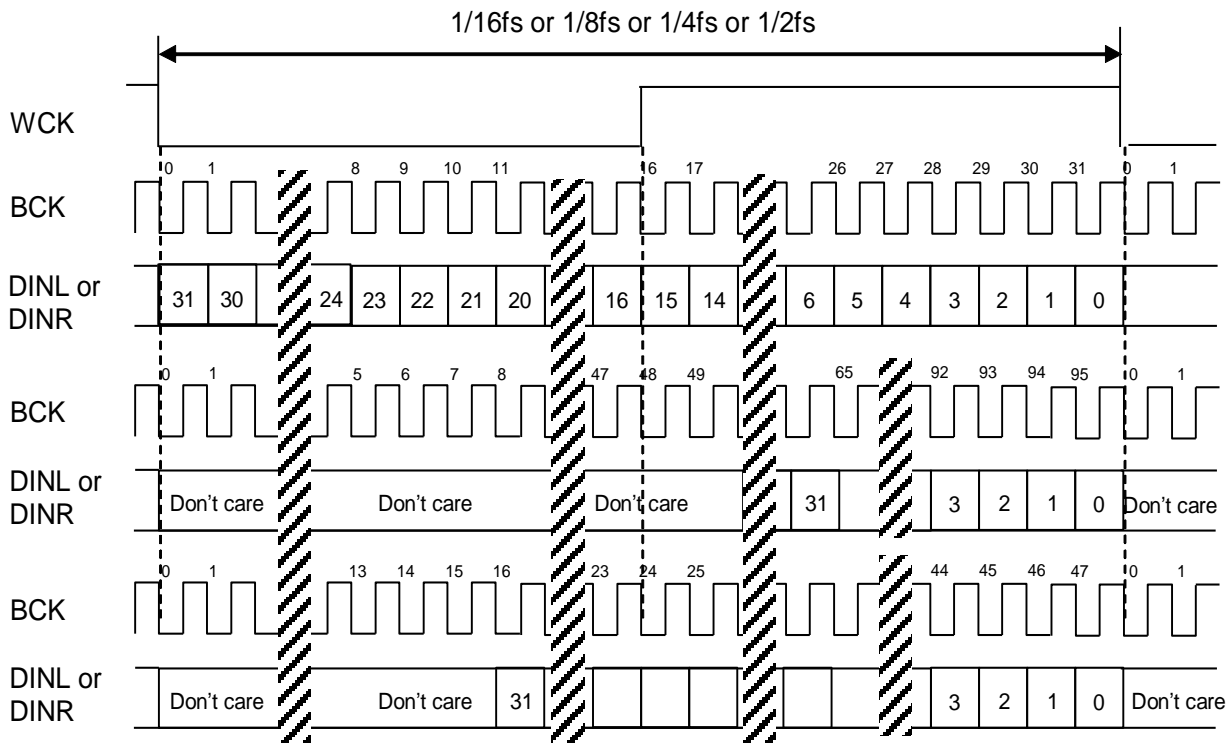 1/16fs or 1/8fs or 1/4fs or 1/2fs
WCK
0 1 8 9 10 11 16 17 26 27 28 29 30 31 0 1
BCK
DINL or
DINR
31 30 24 23 22 21 20 16 15 14 6 5 4 3 2 1 0
0 1 5 6 7 8 47 48 49 65 92 93 94 95 0 1
BCK
DINL or
DINR
Don't care Don't care Don't care 31 3 2 1 0 Don't care
0 1 13 14 15 16 23 24 25 44 45 46 47 0 1
BCK
DINL or
DINR
Don't care Don't care 31 3 2 1 0 Don't care